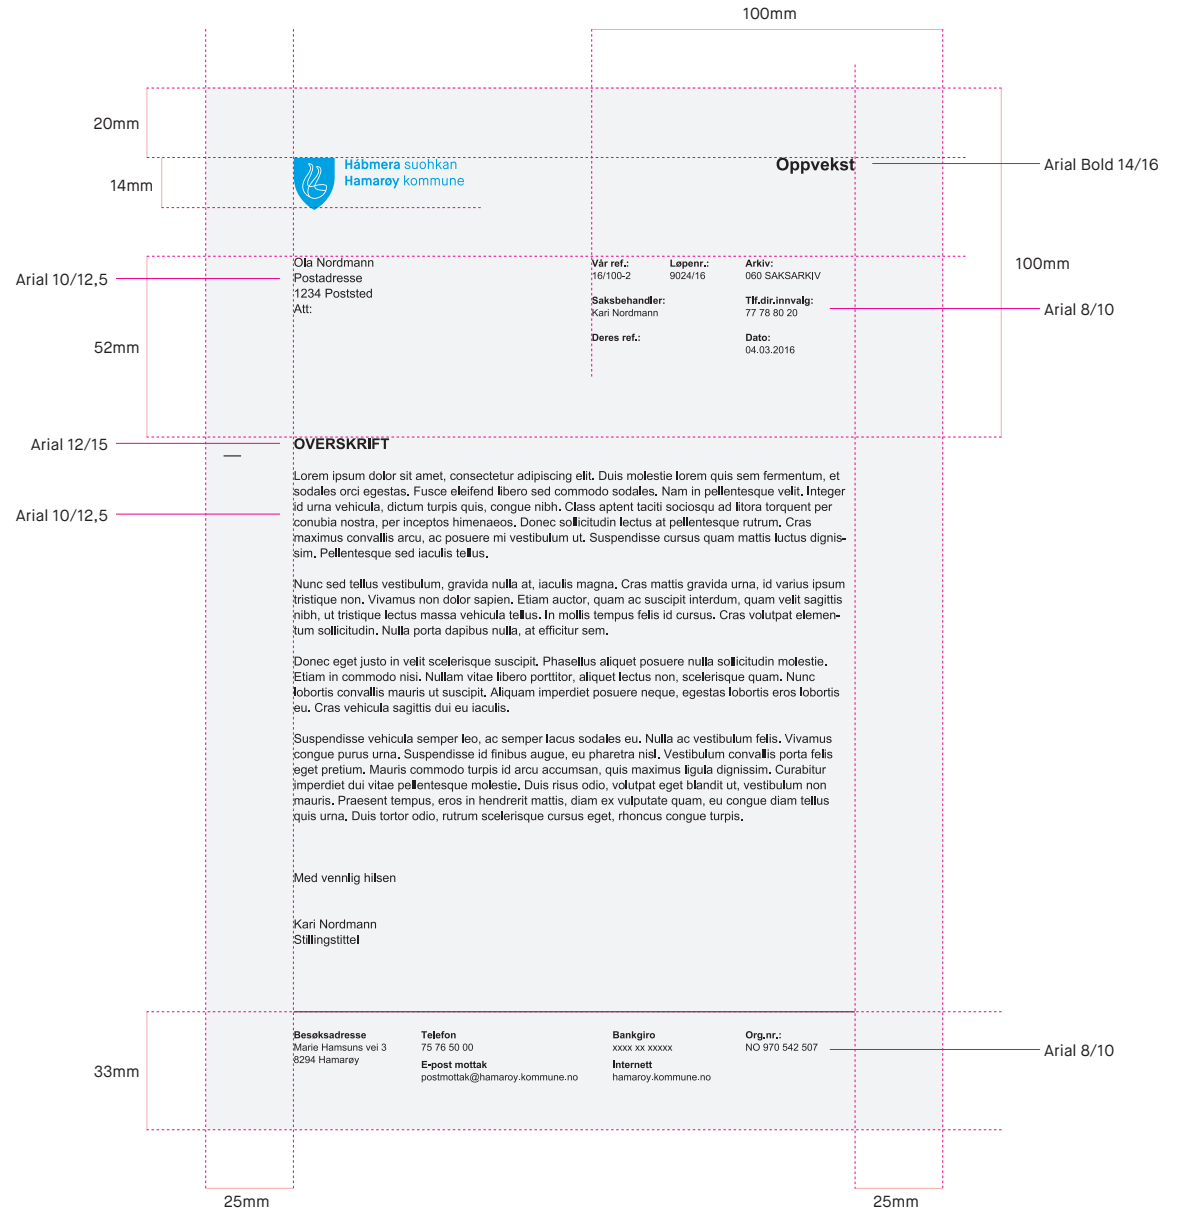 100mm
20mm
14mm
Hábmera suohkan
Hamarøy kommune
Oppvekst
Arial Bold 14/16
100mm
Arial 10/12,5
52mm
Ola Nordmann
Postadresse
1234 Poststed
Att:
Vår ref.: Løpenr.: Arkiv:
16/100-2 9024/16 060 SAKSARKIV
Saksbehandler: Tlf.dir.innvalg:
Kari Nordmann 77 78 80 20
Deres ref.: Dato:
04.03.2016
Arial 8/10
Arial 12/15
OVERSKRIFT
Arial 10/12,5
Lorem ipsum dolor sit amet, consectetur adipiscing elit. Duis molestie lorem quis sem fermentum, et
sodales orci egestas. Fusce eleifend libero sed commodo sodales. Nam in pellentesque velit. Integer
id urna vehicula, dictum turpis quis, congue nibh. Class aptent taciti sociosqu ad litora torquent per
conubia nostra, per inceptos himenaeos. Donec sollicitudin lectus at pellentesque rutrum. Cras
maximus convallis arcu, ac posuere mi vestibulum ut. Suspendisse cursus quam mattis luctus dignis-
sim. Pellentesque sed iaculis tellus.
Nunc sed tellus vestibulum, gravida nulla at, iaculis magna. Cras mattis gravida urna, id varius ipsum
tristique non. Vivamus non dolor sapien. Etiam auctor, quam ac suscipit interdum, quam velit sagittis
nibh, ut tristique lectus massa vehicula tellus. In mollis tempus felis id cursus. Cras volutpat elemen-
tum sollicitudin. Nulla porta dapibus nulla, at efficitur sem.
Donec eget justo in velit scelerisque suscipit. Phasellus aliquet posuere nulla sollicitudin molestie.
Etiam in commodo nisi. Nullam vitae libero porttitor, aliquet lectus non, scelerisque quam. Nunc
lobortis convallis mauris ut suscipit. Aliquam imperdiet posuere neque, egestas lobortis eros lobortis
eu. Cras vehicula sagittis dui eu iaculis.
Suspendisse vehicula semper leo, ac semper lacus sodales eu. Nulla ac vestibulum felis. Vivamus
congue purus urna. Suspendisse id finibus augue, eu pharetra nisl. Vestibulum convallis porta felis
eget pretium. Mauris commodo turpis id arcu accumsan, quis maximus ligula dignissim. Curabitur
imperdiet dui vitae pellentesque molestie. Duis risus odio, volutpat eget blandit ut, vestibulum non
mauris. Praesent tempus, eros in hendrerit mattis, diam ex vulputate quam, eu congue diam tellus
quis urna. Duis tortor odio, rutrum scelerisque cursus eget, rhoncus congue turpis.
Med vennlig hilsen
Kari Nordmann
Stillingstittel
33mm
Besøksadresse Telefon Bankgiro Org.nr.:
Marie Hamsuns vei 3 75 76 50 00 xxxx xx xxxxx NO 970 542 507
8294 Hamarøy
E-post mottak Internett
postmottak@hamaroy.kommune.no hamaroy.kommune.no
Arial 8/10
25mm 25mm